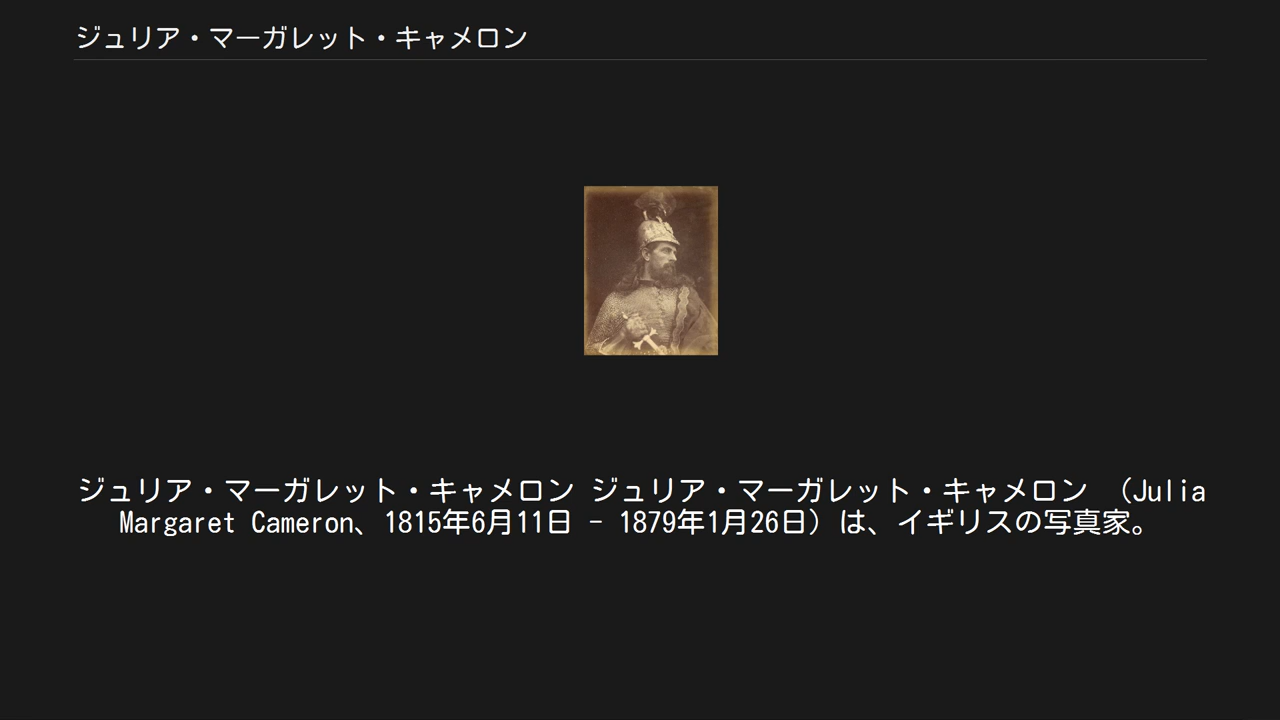 ジュリア・マーガレット・キャメロン
ジュリア・マーガレット・キャメロン ジュリア・マーガレット・キャメロン （Julia
Margaret Cameron、1815年6月11日 - 1879年1月26日）は、イギリスの写真家。